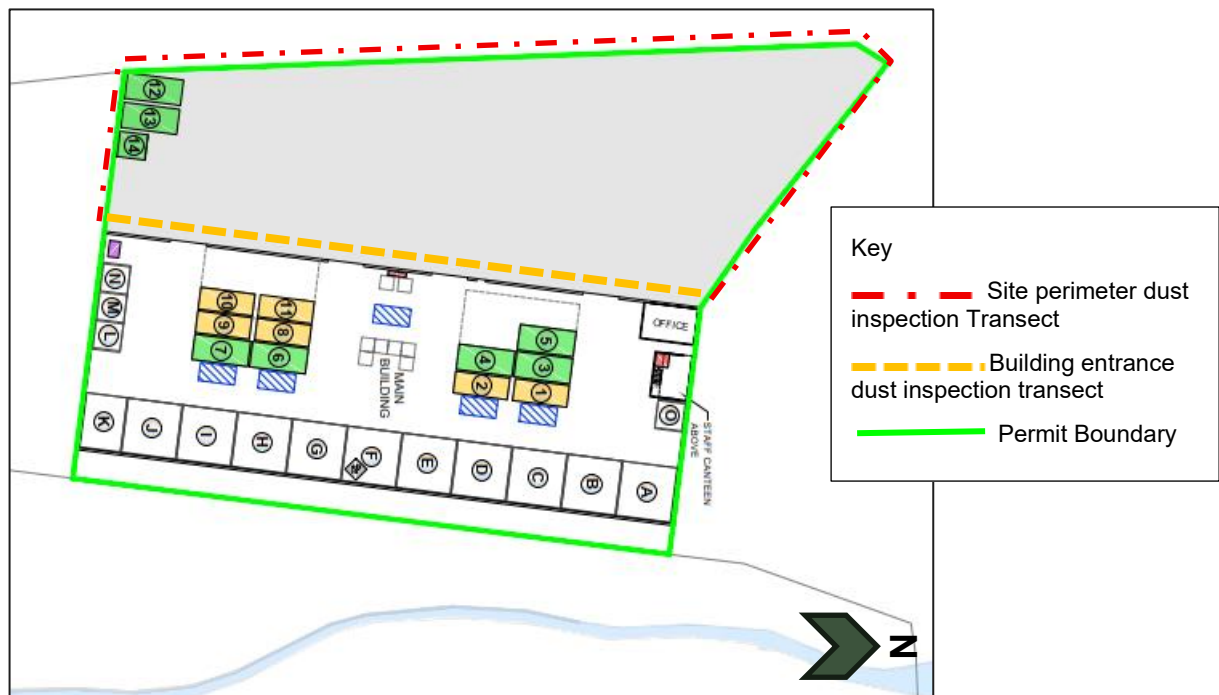 12
13
14
N
M
L
10
11
9
8
7
6
MAIN
BUILDING
5
4
3
2
1
OFFICE
O
STAFF CANTEEN
ABOVE
K
J
I
H
G
F
E
D
C
B
A
Key
Site perimeter dust
inspection Transect
Building entrance
dust inspection transect
Permit Boundary
N